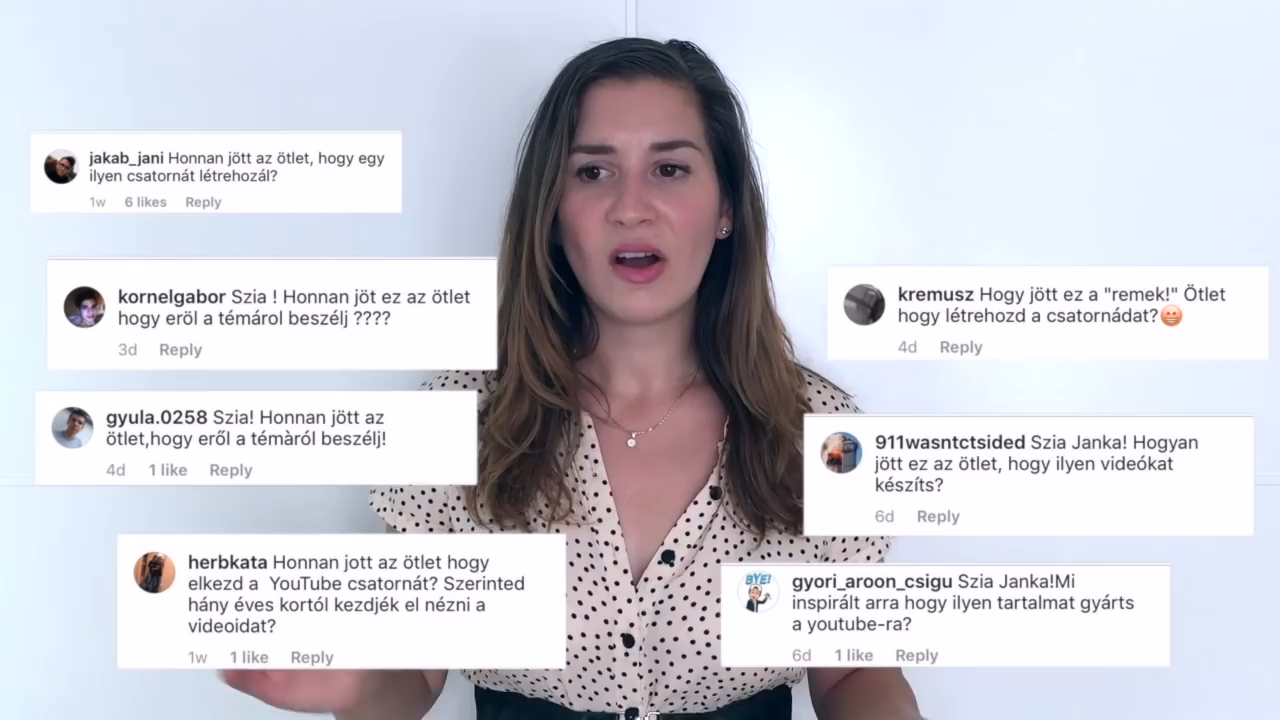 jakab_jani Honnan jött az ötlet, hogy egy
ilyen csatornát létrehozál?
1w 6 likes Reply
kornelgabor Szia ! Honnan jöt ez az ötlet
hogy eröl a témárol beszélj ????
3d Reply
gyula.0258 Szia! Honnan jött az
ötlet,hogy eről a témàról beszélj!
4d 1 like Reply
herbkata Honnan jott az ötlet hogy
elkezd a YouTube csatornát? Szerinted
hány éves kortól kezdjék el nézni a
videoidat?
1w 1 like Reply
kremusz Hogy jött ez a "remek!" Ötlet
hogy létrehozd a csatornádat?😁
4d Reply
911wasntctsided Szia Janka! Hogyan
jött ez az ötlet, hogy ilyen videókat
készíts?
6d Reply
BYE!
gyori_aroon_csigu Szia Janka!Mi
inspirált arra hogy ilyen tartalmat gyárts
a youtube-ra?
6d 1 like Reply